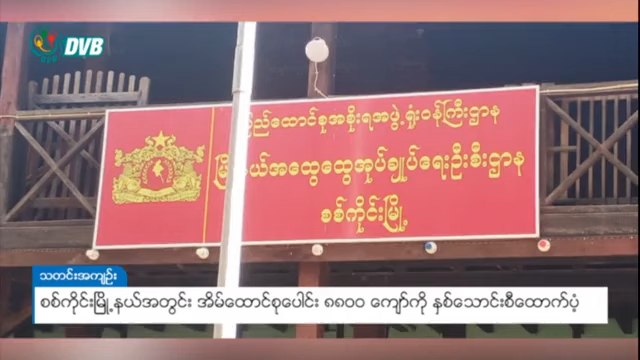 DVB
ပြည်ထောင်စုအစိုးရအဖွဲ့ရုံးဝန်ကြီးဌာန
မြို့နယ်အထွေထွေအုပ်ချုပ်ရေးဦးစီးဌာန
စစ်ကိုင်းမြို့
သတင်းအကျဉ်း
စစ်ကိုင်းမြို့နယ်အတွင်း အိမ်ထောင်စုပေါင်း ၈၈၀၀ ကျော်ကို နှစ်သောင်းစီထောက်ပံ့